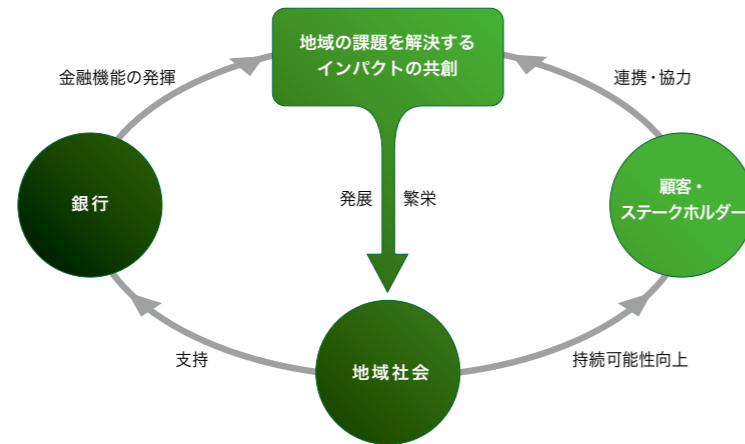 地域の課題を解決する
インパクトの共創
金融機能の発揮
連携・協力
銀行
発展
繁栄
顧客・
ステークホルダー
支持
地域社会
持続可能性向上